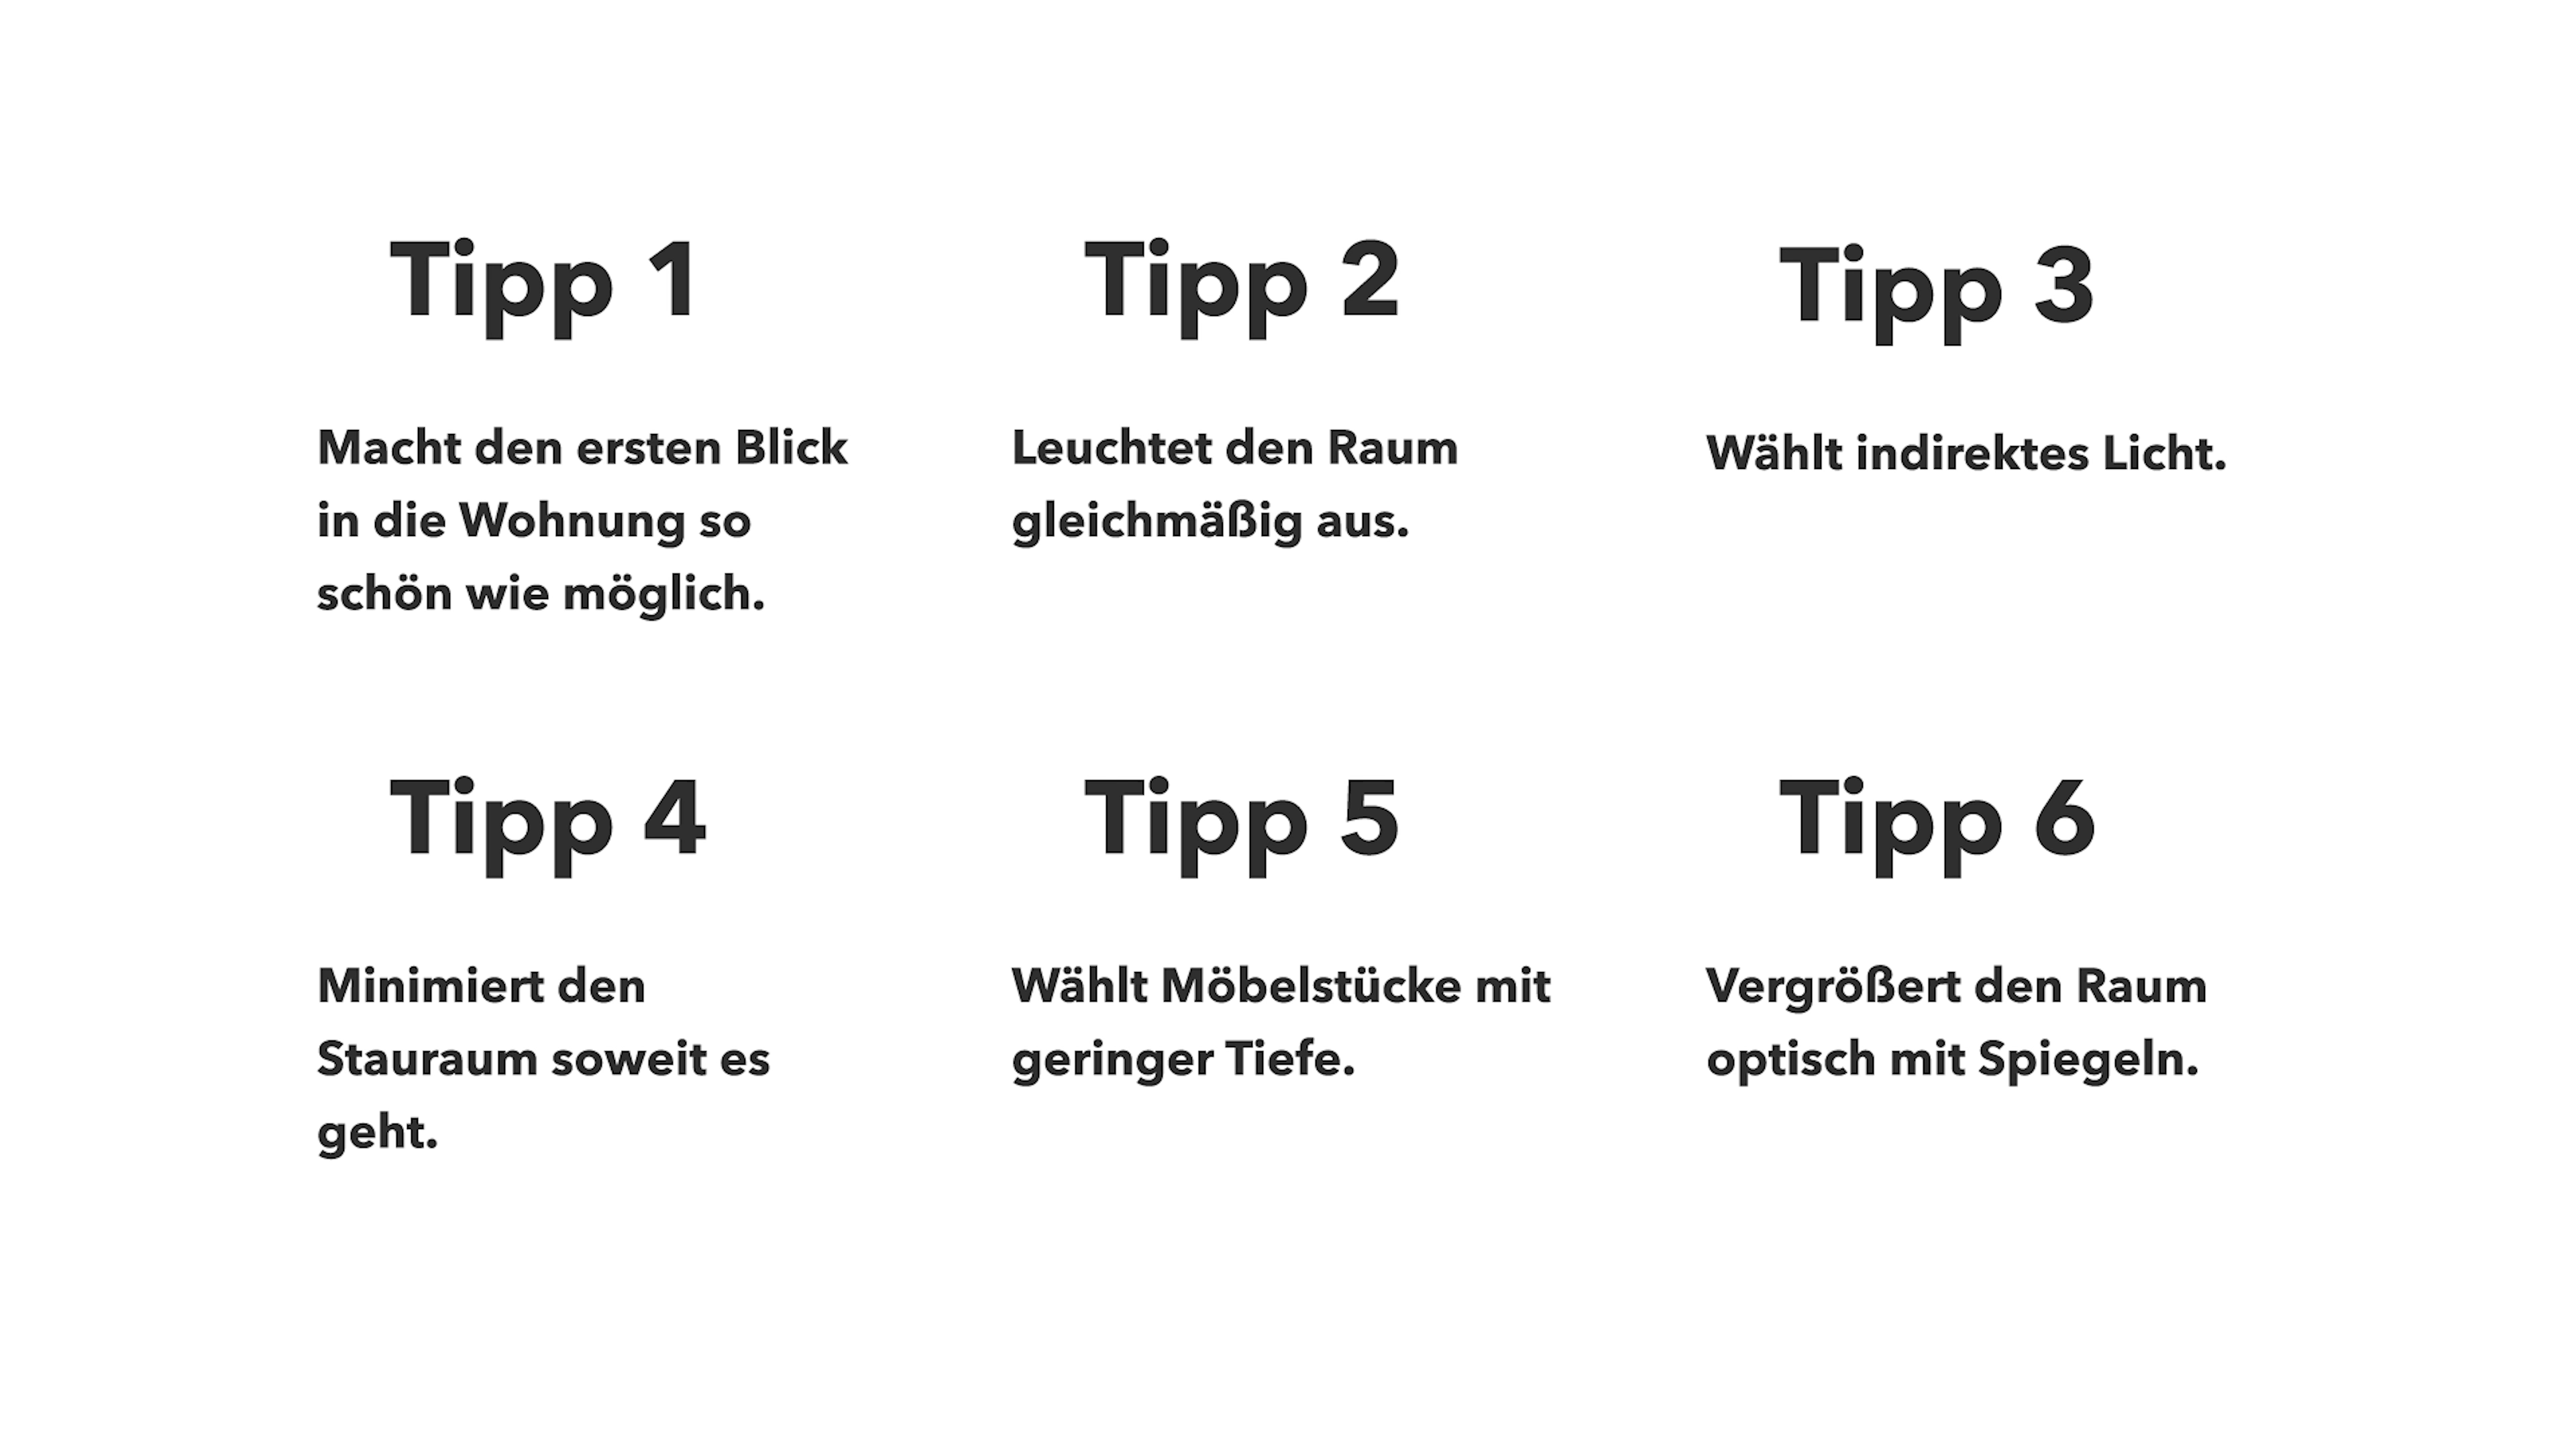 Tipp 1
Macht den ersten Blick
in die Wohnung so
schön wie möglich.
Tipp 2
Leuchtet den Raum
gleichmäßig aus.
Tipp 3
Wählt indirektes Licht.
Tipp 4
Minimiert den
Stauraum soweit es
geht.
Tipp 5
Wählt Möbelstücke mit
geringer Tiefe.
Tipp 6
Vergrößert den Raum
optisch mit Spiegeln.